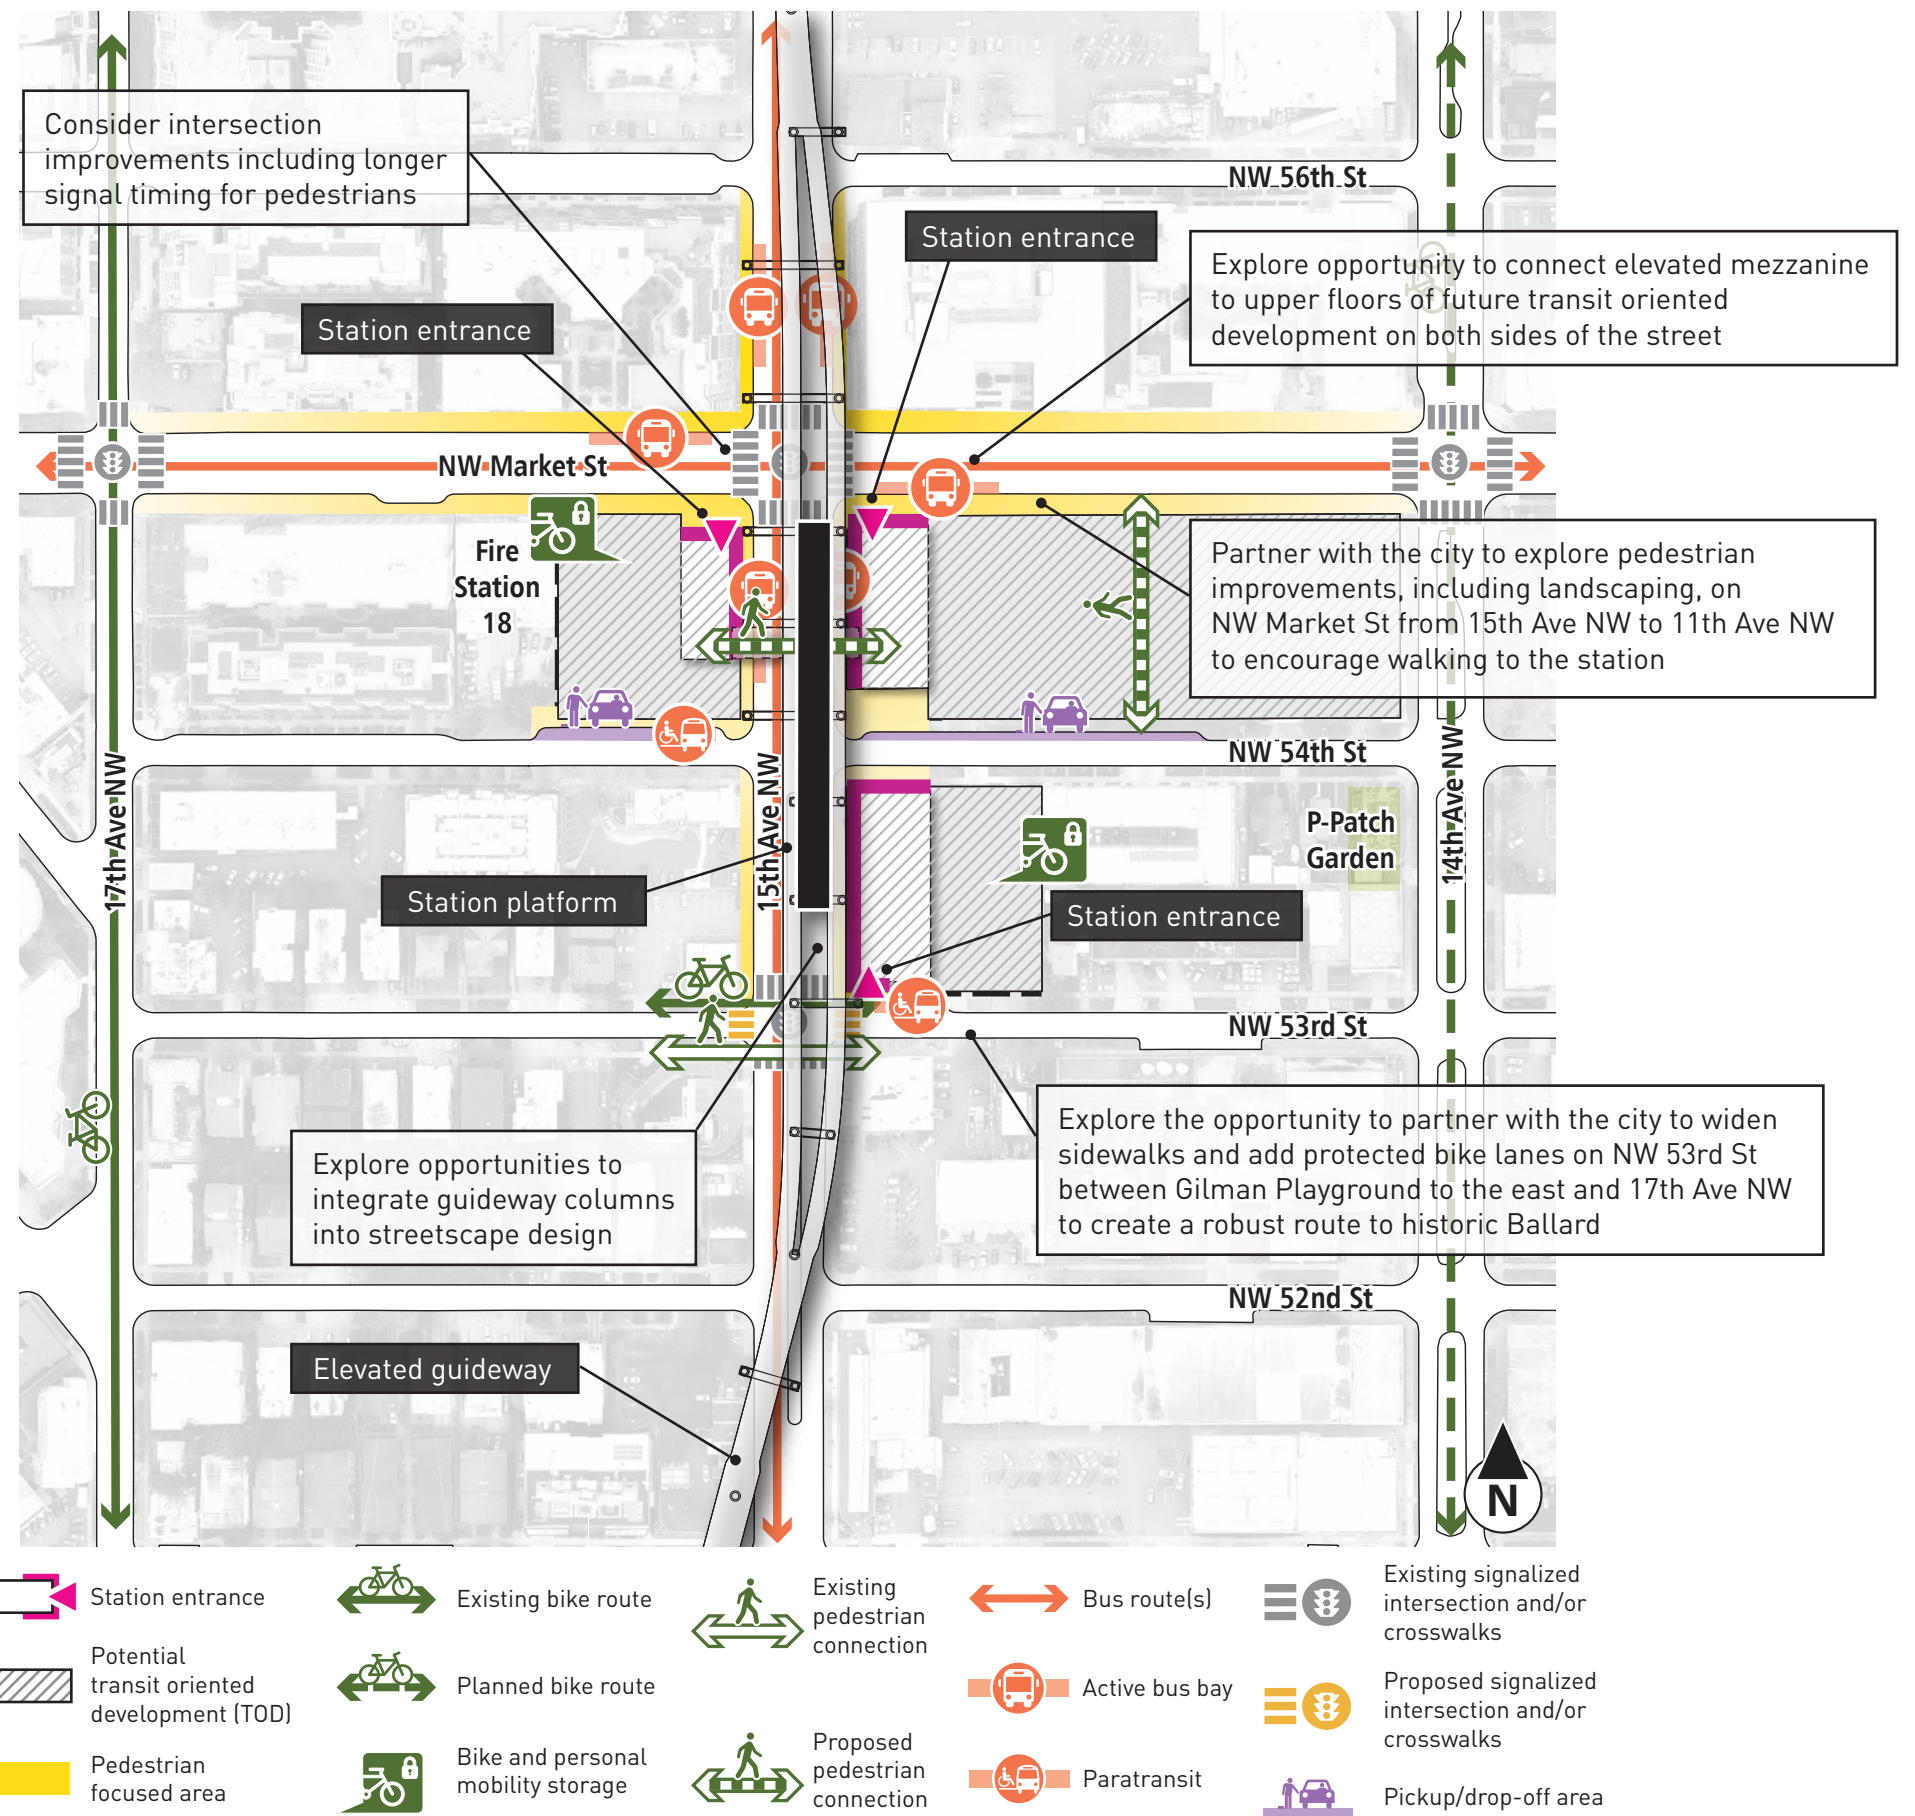 Consider intersection
improvements including longer
signal timing for pedestrians
NW 56th St
Station entrance
Explore opportunity to connect elevated mezzanine
to upper floors of future transit oriented
development on both sides of the street
Station entrance
NW Market St
Fire
Station
18
Partner with the city to explore pedestrian
improvements, including landscaping, on
NW Market St from 15th Ave NW to 11th Ave NW
to encourage walking to the station
NW 54th St
17th Ave NW
15th Ave NW
14th Ave NW
P-Patch
Garden
Station platform
Station entrance
NW 53rd St
Explore the opportunity to partner with the city to widen
sidewalks and add protected bike lanes on NW 53rd St
between Gilman Playground to the east and 17th Ave NW
to create a robust route to historic Ballard
Explore opportunities to
integrate guideway columns
into streetscape design
NW 52nd St
Elevated guideway
N
Station entrance
Potential
transit oriented
development (TOD)
Pedestrian
focused area
Existing bike route
Planned bike route
Bike and personal
mobility storage
Existing
pedestrian
connection
Proposed
pedestrian
connection
Bus route(s)
Active bus bay
Paratransit
Existing signalized
intersection and/or
crosswalks
Proposed signalized
intersection and/or
crosswalks
Pickup/drop-off area